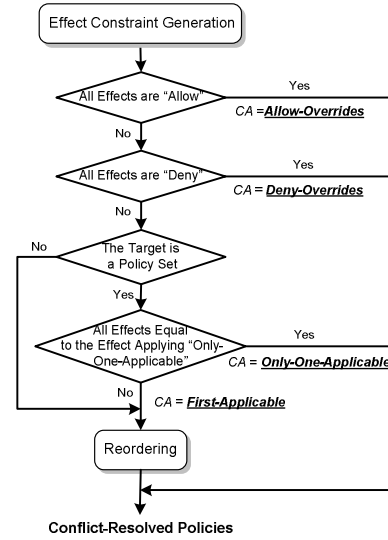 Effect Constraint Generation
All Effects are “Allow”
Yes
CA =Allow-Overrides
No
All Effects are “Deny”
Yes
CA = Deny-Overrides
No
No
The Target is
a Policy Set
Yes
All Effects Equal
to the Effect Applying “Only-
One-Applicable”
Yes
CA = Only-One-Applicable
No
CA = First-Applicable
Reordering
Conflict-Resolved Policies